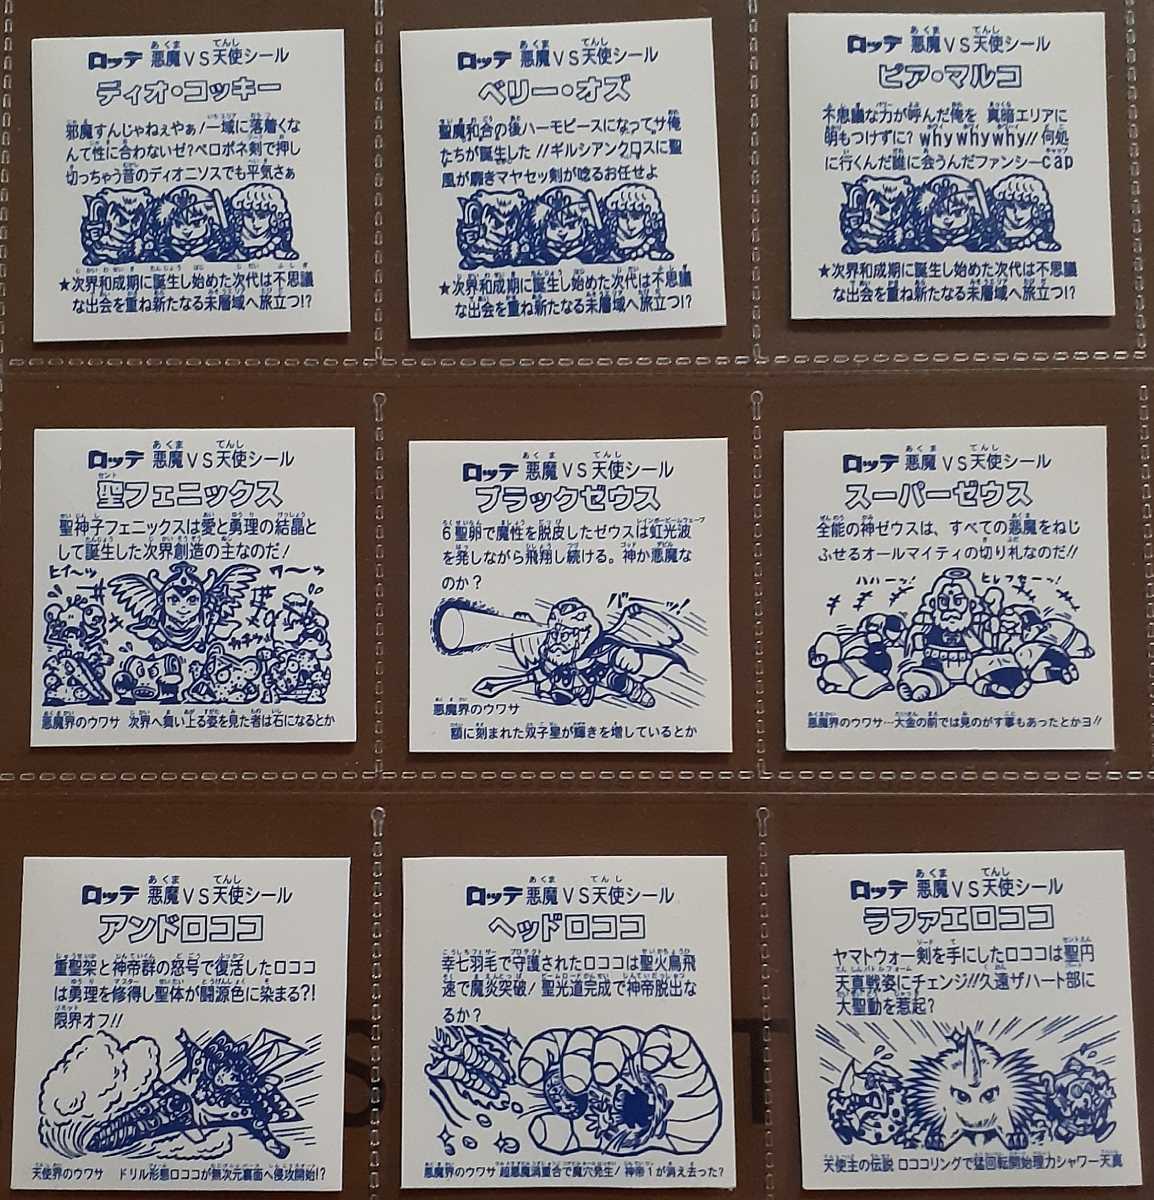 ロッテ 悪魔VS天使シール
ディオ・コッキー
邪魔すんじゃねぇやぁ!一域に落着くな
んて性に合わないゼ?ペロポネ剣で押し
切っちゃう昔のディオニソスでも平気さぁ
★次界和成期に誕生し始めた次代は不思議
な出会を重ね新たなる未層域へ旅立つ!?
ロッテ 悪魔VS天使シール
ベリー・オズ
聖魔和合の後ハーモピースになってサ俺
たちが誕生した!!ギルシアンクロスに聖
風が靡きマヤセッ剣が唸るお任せよ
★次界和成期に誕生し始めた次代は不思議
な出会を重ね新たなる未層域へ旅立つ!?
ロッテ 悪魔VS天使シール
ピア・マルコ
不思議な力が呼んだ俺を 真暗エリアに
萌もつけずに?whywhywhy!!何処
に行くんだ誰に会うんだファンシーcap
★次界和成期に誕生し始めた次代は不思議
な出会を重ね新たなる未層域へ旅立つ!?
ロッテ 悪魔VS天使シール
聖フェニックス
聖神子フェニックスは愛と勇理の結晶と
して誕生した次界創造の主なのだ!
ヒイ〜ッ ワ〜ッ
悪魔界のウワサ 次界へ舞い上る姿を見た者は石になるとか
ロッテ 悪魔VS天使シール
ブラックゼウス
6聖卵で魔性を脱皮したゼウスは虹光波
を発しながら飛翔し続ける。神か悪魔な
のか?
バーッ!
悪魔界のウワサ
額に刻まれた双子星が輝きを増しているとか
ロッテ 悪魔VS天使シール
スーパーゼウス
全能の神ゼウスは、すべての悪魔をねじ
ふせるオールマイティの切り札なのだ!!
ハハーっ! ヒレフセーっ!
悪魔界のウワサ…大金の前では見のがす事もあったとかヨ!!
ロッテ 悪魔VS天使シール
アンドロココ
重聖架と神帝群の怒号で復活したロココ
は勇理を修得し聖体が闘源色に染まる?!
限界オフ!!
天使界のウワサ ドリル形態ロココが無次元裏面へ侵攻開始!?
ロッテ 悪魔VS天使シール
ヘッドロココ
幸七羽毛で守護されたロココは聖火鳥飛
速で魔炎突破!聖光道完成で神帝脱出な
るか?
悪魔界のウワサ 超悪魔渦重合で魔穴発生!神帝1が消え去った?
ロッテ 悪魔VS天使シール
ラファエロココ
ヤマトウォー剣を手にしたロココは聖円
天真戦姿にチェンジ!!久遠ザハート部に
大聖動を惹起?
天使主の伝説 ロココリングで猛回転開始理力シャワー天真